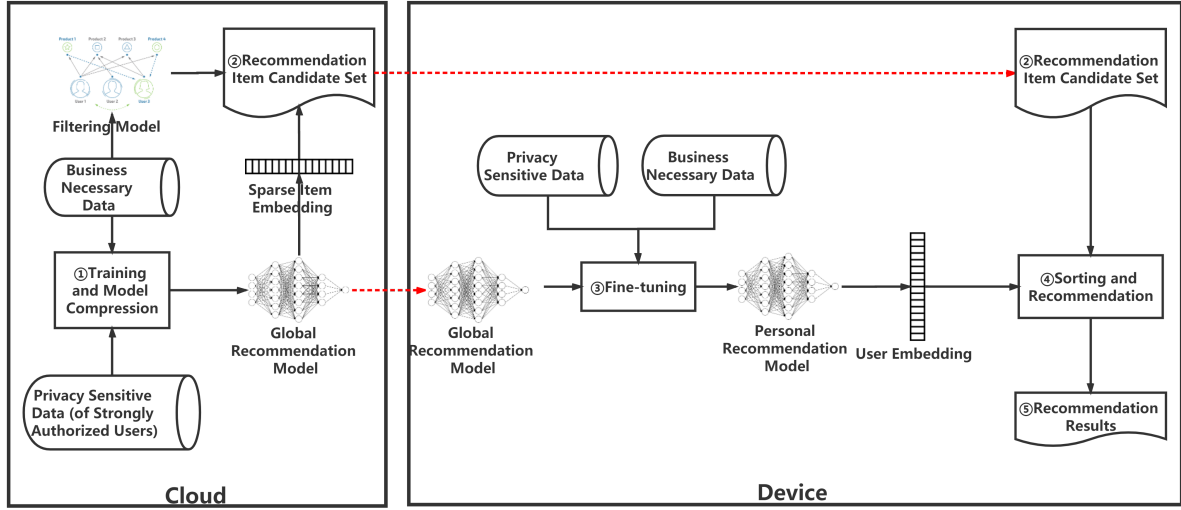 Product 1 Product 2 Product 3 Product 4
User 1 User 2 User 3
Filtering Model
②Recommendation
Item Candidate Set
Business
Necessary
Data
Sparse Item
Embedding
①Training
and Model
Compression
Global
Recommendation
Model
Privacy Sensitive
Data (of Strongly
Authorized Users)
Cloud
②Recommendation
Item Candidate Set
Privacy
Sensitive Data
Business
Necessary Data
Global
Recommendation
Model
③Fine-tuning
Personal
Recommendation
Model
User Embedding
④Sorting and
Recommendation
⑤Recommendation
Results
Device